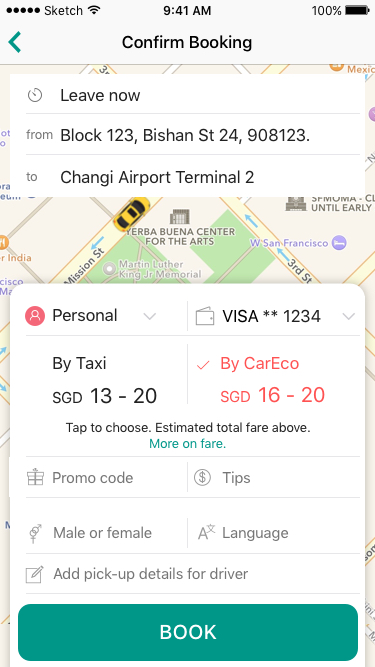 Sketch 9:41 AM 100%
Confirm Booking
Leave now
from Block 123, Bishan St 24, 908123.
to Changi Airport Terminal 2
SFMOMA - CL
UNTIL EARLY
YERBA BUENA CENTER
FOR THE ARTS
W San Francisco
Mission St
3rd St
Martin Luther
King Jr Memorial
Personal VISA ** 1234
By Taxi By CarEco
SGD 13 - 20 SGD 16 - 20
Tap to choose. Estimated total fare above.
More on fare.
Promo code Tips
Male or female Language
Add pick-up details for driver
BOOK